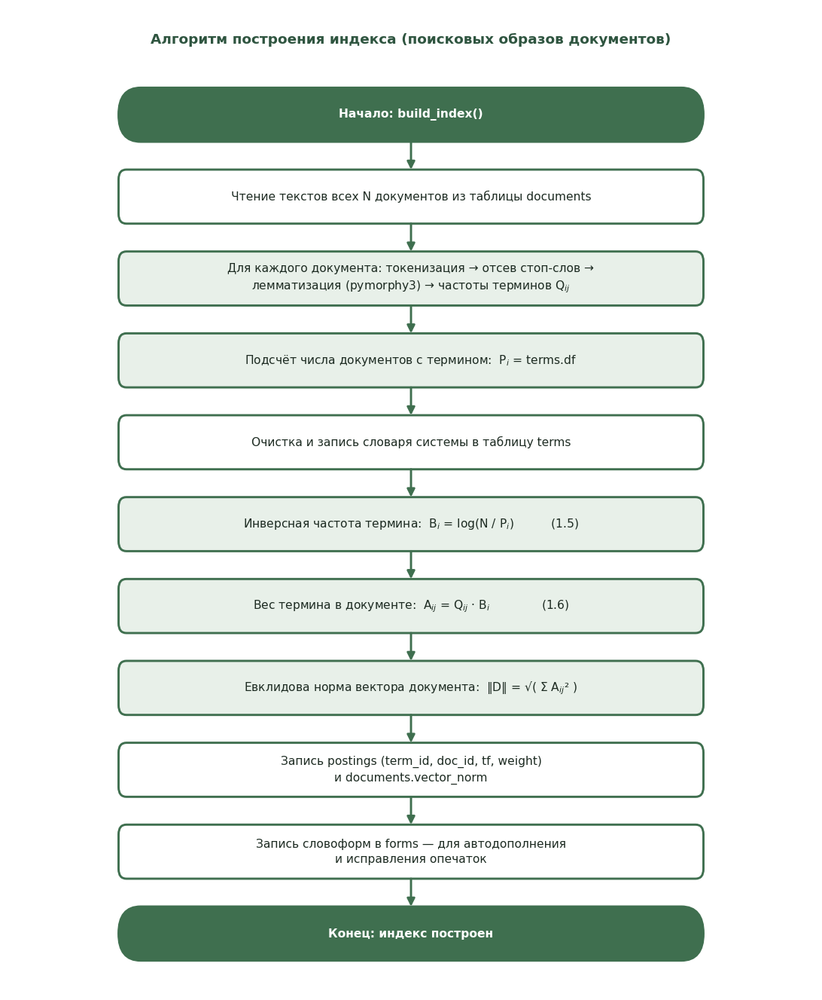 Алгоритм построения индекса (поисковых образов документов)
Начало: build_index()
Чтение текстов всех N документов из таблицы documents
Для каждого документа: токенизация → отсев стоп-слов →
лемматизация (pymorphy3) → частоты терминов Qᵢⱼ
Подсчёт числа документов с термином: Pᵢ = terms.df
Очистка и запись словаря системы в таблицу terms
Инверсная частота термина: Bᵢ = log(N / Pᵢ) (1.5)
Вес термина в документе: Aᵢⱼ = Qᵢⱼ · Bᵢ (1.6)
Евклидова норма вектора документа: ‖D‖ = √( Σ Aᵢⱼ² )
Запись postings (term_id, doc_id, tf, weight)
и documents.vector_norm
Запись словоформ в forms — для автодополнения
и исправления опечаток
Конец: индекс построен